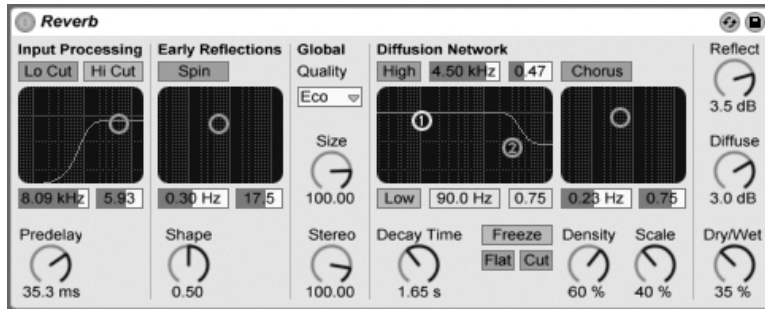 Reverb
Input Processing
Lo Cut Hi Cut
8.09 kHz 5.93
Predelay
35.3 ms
Early Reflections
Spin
0.30 Hz 17.5
Shape
0.50
Global
Quality
Eco
Size
100.00
Stereo
100.00
Diffusion Network
High 4.50 kHz 0.47 Chorus
1
2
Low 90.0 Hz 0.75 0.23 Hz 0.75
Decay Time
1.65 s
Freeze
Flat Cut
Density
60 %
Scale
40 %
Reflect
3.5 dB
Diffuse
3.0 dB
Dry/Wet
35 %